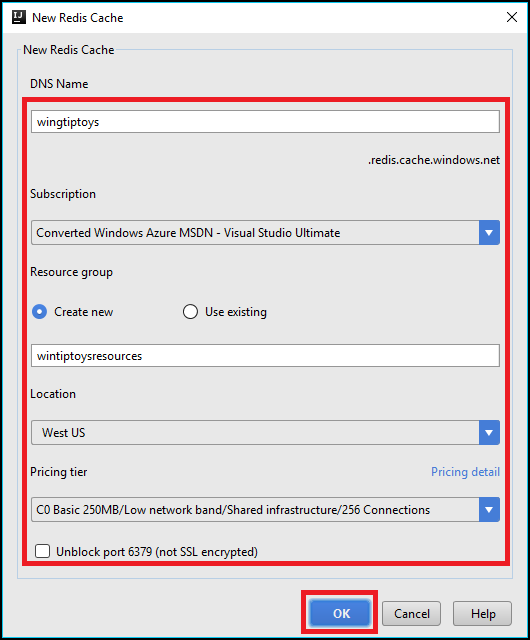 New Redis Cache
New Redis Cache
DNS Name
wingtiptoys
.redis.cache.windows.net
Subscription
Converted Windows Azure MSDN - Visual Studio Ultimate
Resource group
Create new Use existing
wintiptoysresources
Location
West US
Pricing tier Pricing detail
C0 Basic 250MB/Low network band/Shared infrastructure/256 Connections
Unblock port 6379 (not SSL encrypted)
OK Cancel Help